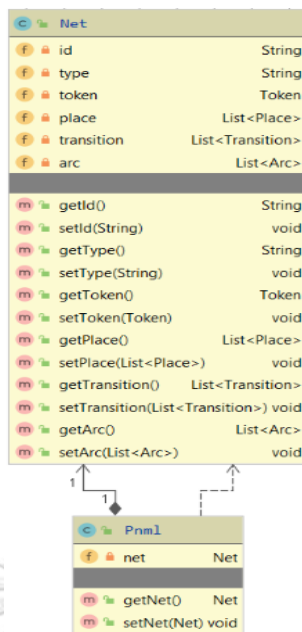 C Net
f id String
f type String
f token Token
f place List<Place>
f transition List<Transition>
f arc List<Arc>
m getId() String
m setId(String) void
m getType() String
m setType(String) void
m getToken() Token
m setToken(Token) void
m getPlace() List<Place>
m setPlace(List<Place>) void
m getTransition() List<Transition>
m setTransition(List<Transition>) void
m getArc() List<Arc>
m setArc(List<Arc>) void
1
1
C Pnml
f net Net
m getNet() Net
m setNet(Net) void